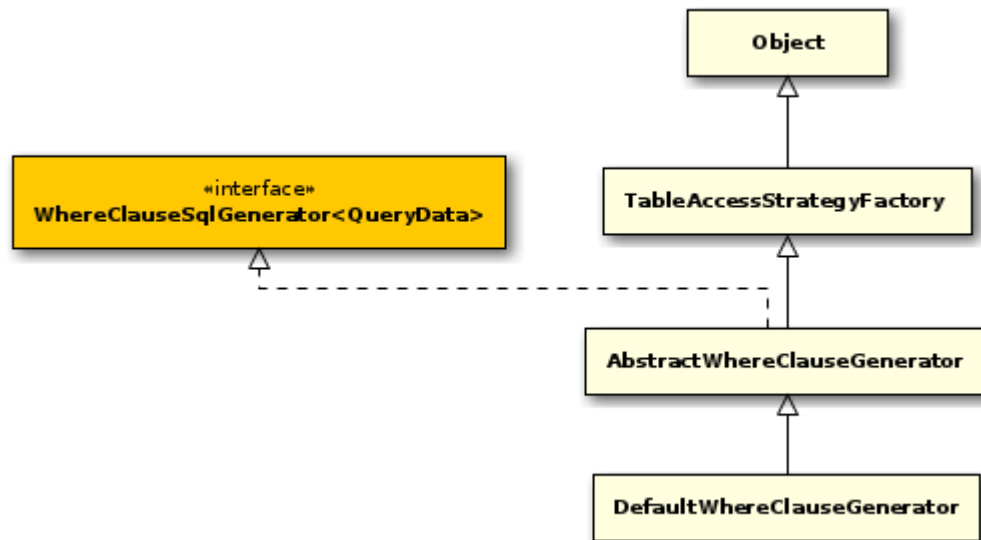 Object
«interface»
WhereClauseSqlGenerator<QueryData>
TableAccessStrategyFactory
AbstractWhereClauseGenerator
DefaultWhereClauseGenerator